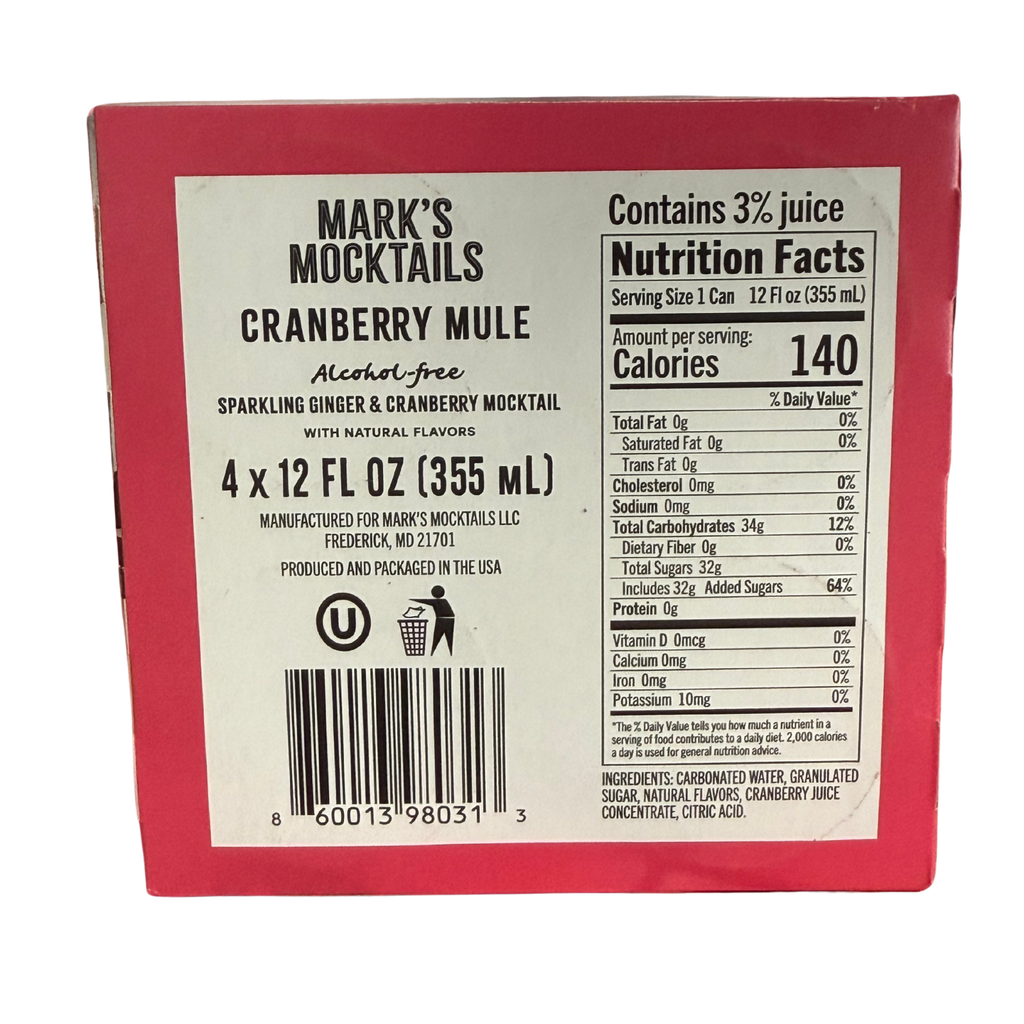 MARK'S
MOCKTAILS
CRANBERRY MULE
Alcohol-free
SPARKLING GINGER & CRANBERRY MOCKTAIL
WITH NATURAL FLAVORS
4 x 12 FL OZ (355 mL)
MANUFACTURED FOR MARK'S MOCKTAILS LLC
FREDERICK, MD 21701
PRODUCED AND PACKAGED IN THE USA
U
8 60013 98031 3
Contains 3% juice
Nutrition Facts
Serving Size 1 Can 12 Fl oz (355 mL)
Amount per serving:
Calories 140
% Daily Value*
Total Fat 0g 0%
Saturated Fat 0g 0%
Trans Fat 0g
Cholesterol 0mg 0%
Sodium 0mg 0%
Total Carbohydrates 34g 12%
Dietary Fiber 0g 0%
Total Sugars 32g
Includes 32g Added Sugars 64%
Protein 0g
Vitamin D 0mcg 0%
Calcium 0mg 0%
Iron 0mg 0%
Potassium 10mg 0%
*The % Daily Value tells you how much a nutrient in a
serving of food contributes to a daily diet. 2,000 calories
a day is used for general nutrition advice.
INGREDIENTS: CARBONATED WATER, GRANULATED
SUGAR, NATURAL FLAVORS, CRANBERRY JUICE
CONCENTRATE, CITRIC ACID.